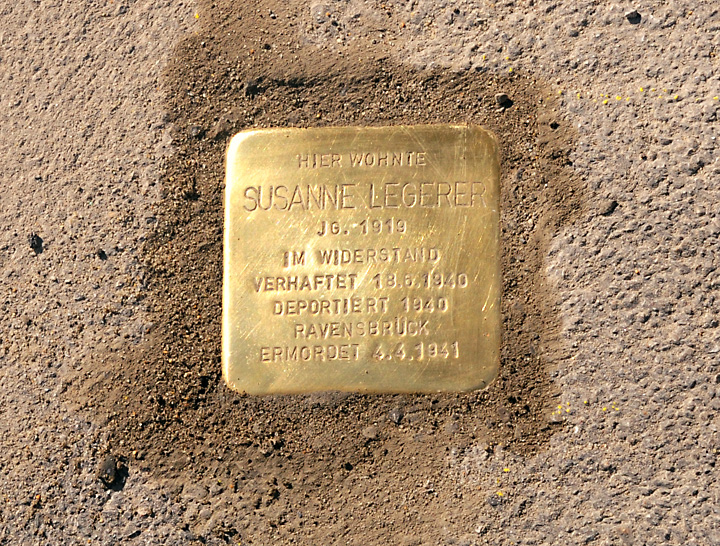 HIER WOHNTE
SUSANNE LEGERER
JG. 1919
IM WIDERSTAND
VERHAFTET 18.6.1940
DEPORTIERT 1940
RAVENSBRÜCK
ERMORDET 4.4.1941